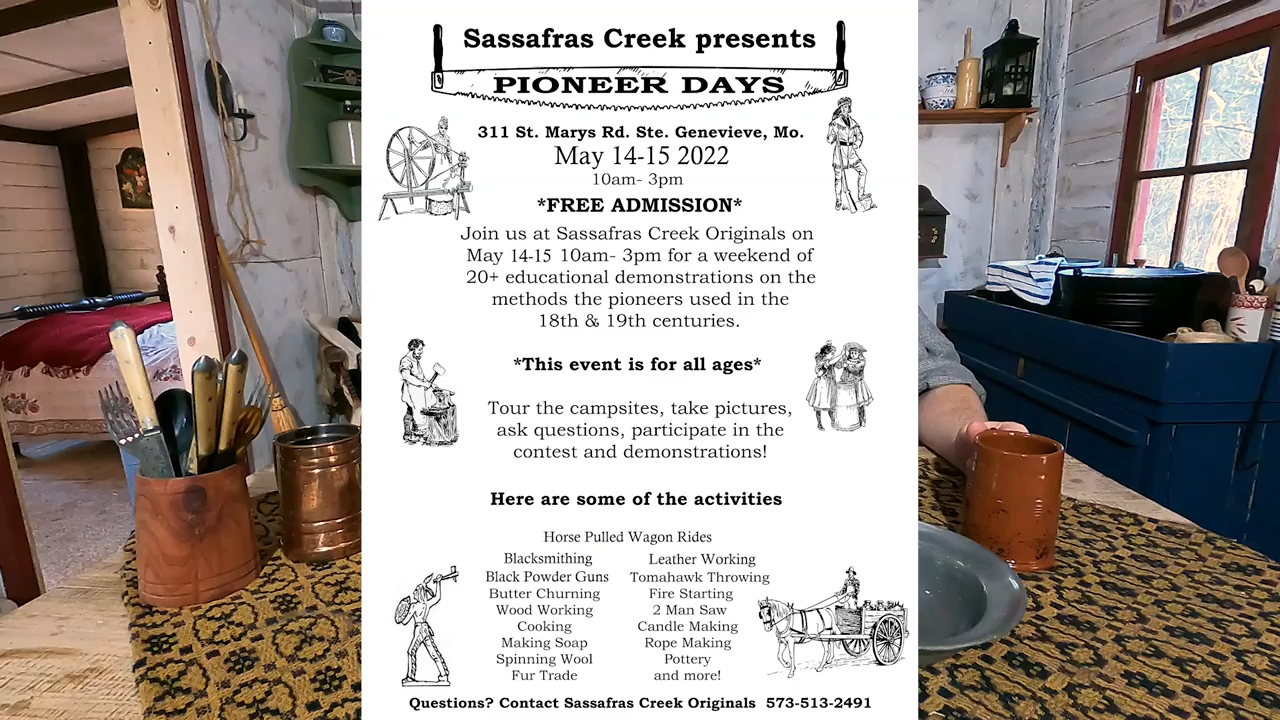 Sassafras Creek presents
PIONEER DAYS
311 St. Marys Rd. Ste. Genevieve, Mo.
May 14-15 2022
10am- 3pm
*FREE ADMISSION*
Join us at Sassafras Creek Originals on
May 14-15 10am- 3pm for a weekend of
20+ educational demonstrations on the
methods the pioneers used in the
18th & 19th centuries.
*This event is for all ages*
Tour the campsites, take pictures,
ask questions, participate in the
contest and demonstrations!
Here are some of the activities
Horse Pulled Wagon Rides
Blacksmithing
Black Powder Guns
Butter Churning
Wood Working
Cooking
Making Soap
Spinning Wool
Fur Trade
Leather Working
Tomahawk Throwing
Fire Starting
2 Man Saw
Candle Making
Rope Making
Pottery
and more!
Questions? Contact Sassafras Creek Originals 573-513-2491